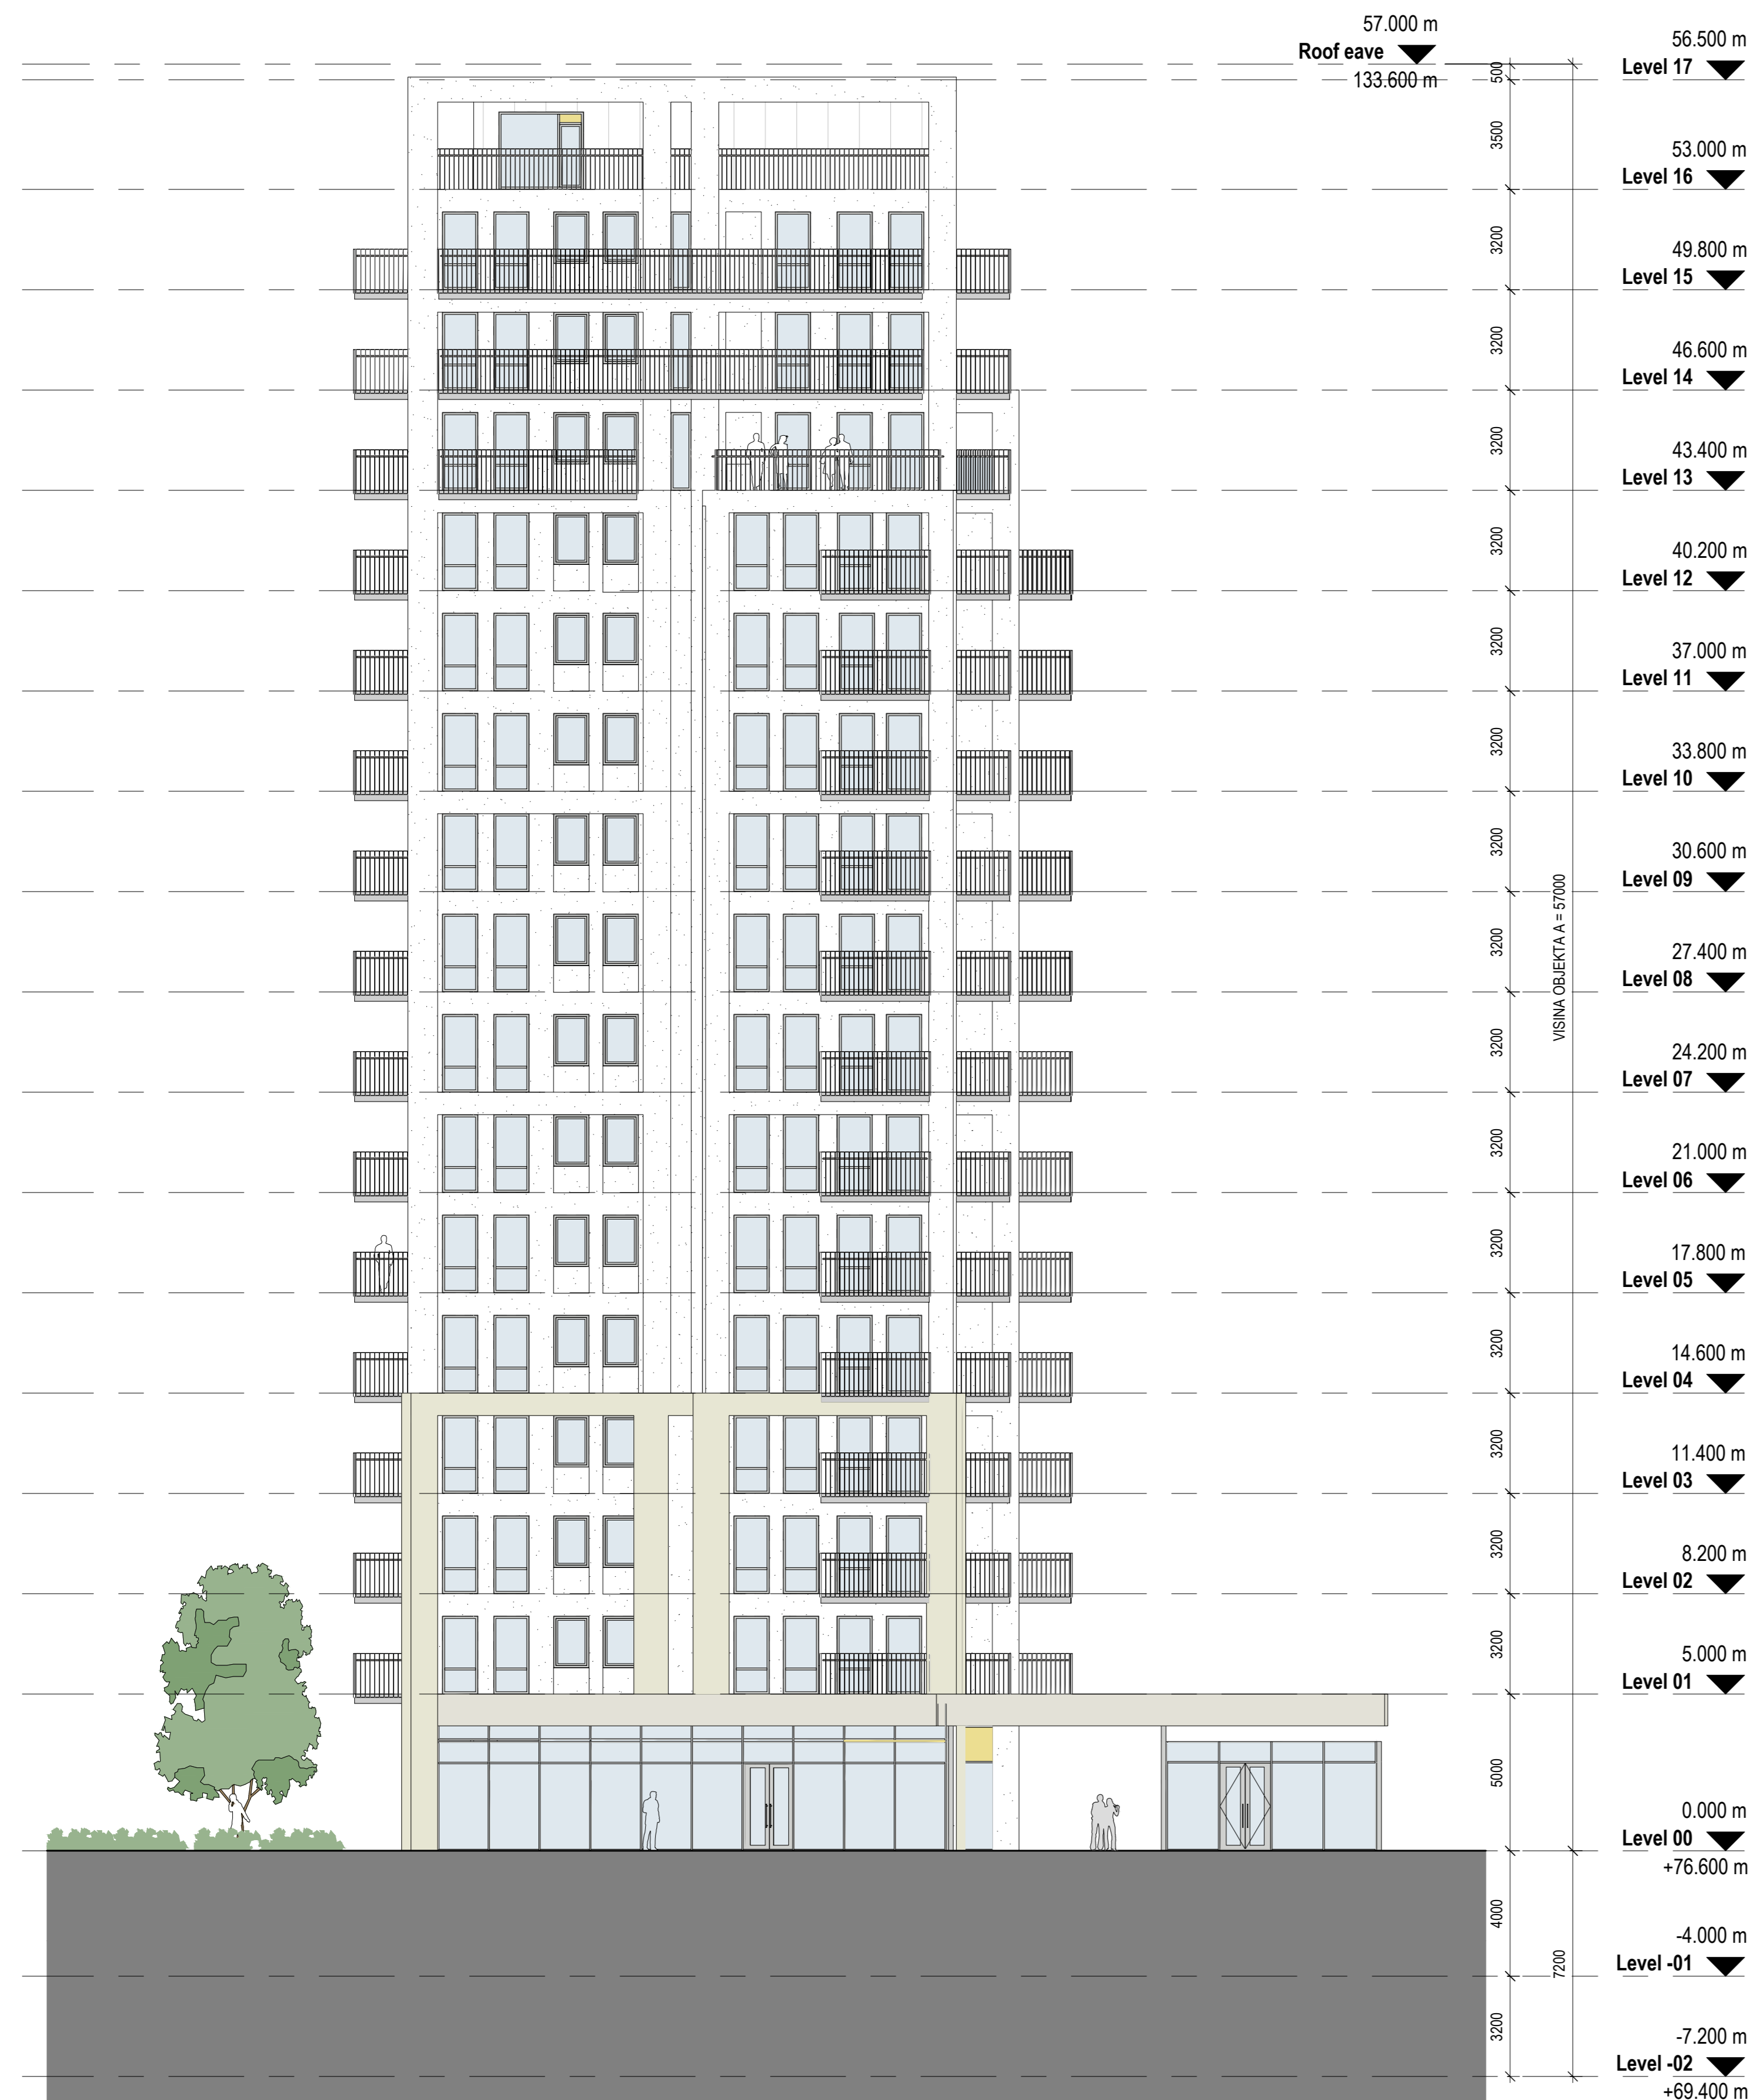 57.000 m
Roof eave
133.600 m
56.500 m
Level 17
500
3500
53.000 m
Level 16
3200
49.800 m
Level 15
3200
46.600 m
Level 14
3200
43.400 m
Level 13
3200
40.200 m
Level 12
3200
37.000 m
Level 11
3200
33.800 m
Level 10
3200
30.600 m
Level 09
VISINA OBJEKTA A = 57000
3200
27.400 m
Level 08
3200
24.200 m
Level 07
3200
21.000 m
Level 06
3200
17.800 m
Level 05
3200
14.600 m
Level 04
3200
11.400 m
Level 03
3200
8.200 m
Level 02
3200
5.000 m
Level 01
5000
0.000 m
Level 00
+76.600 m
4000
-4.000 m
Level -01
7200
3200
-7.200 m
Level -02
+69.400 m